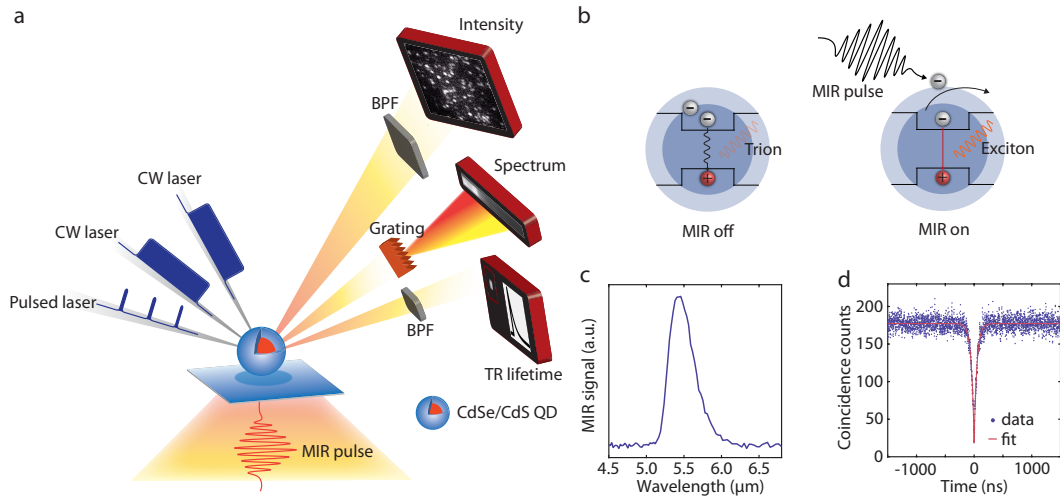 a
Intensity
BPF
Spectrum
CW laser
Grating
CW laser
Pulsed laser
BPF
TR lifetime
CdSe/CdS QD
MIR pulse
b
MIR pulse
−
−
−
−
Trion
Exciton
+
+
MIR off
MIR on
c
MIR signal (a.u.)
4.5
5.0
5.5
6.0
6.5
Wavelength (μm)
d
Coincidence counts
200
150
100
50
0
data
fit
-1000
0
1000
Time (ns)